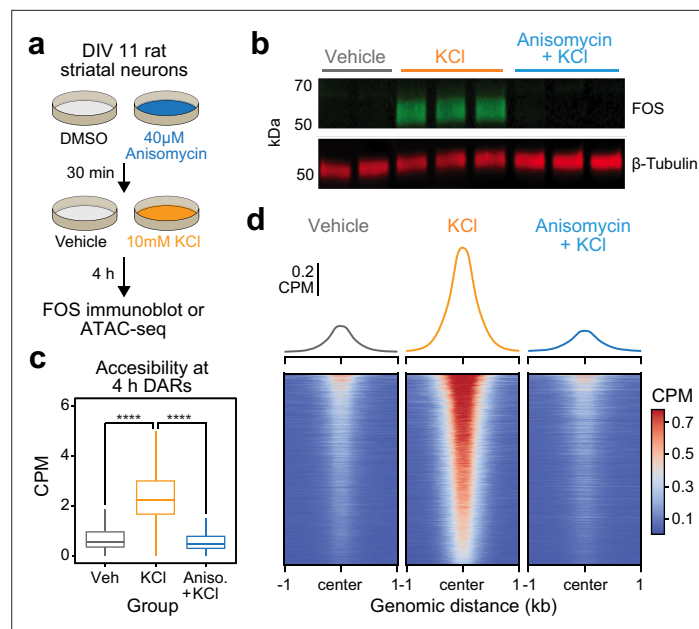 a
DIV 11 rat
striatal neurons
DMSO
40µM
Anisomycin
30 min
Vehicle
10mM KCl
4 h
FOS immunoblot or
ATAC-seq
b
Vehicle
KCl
Anisomycin
+ KCl
70
50
kDa
FOS
50
β-Tubulin
c
Accesibility at
4 h DARs
6
4
2
0
CPM
****
****
Veh
KCl
Aniso.
+KCl
Group
d
Vehicle
KCl
Anisomycin
+ KCl
0.2
CPM
CPM
0.7
0.5
0.3
0.1
-1
center
1
-1
center
1
-1
center
1
Genomic distance (kb)